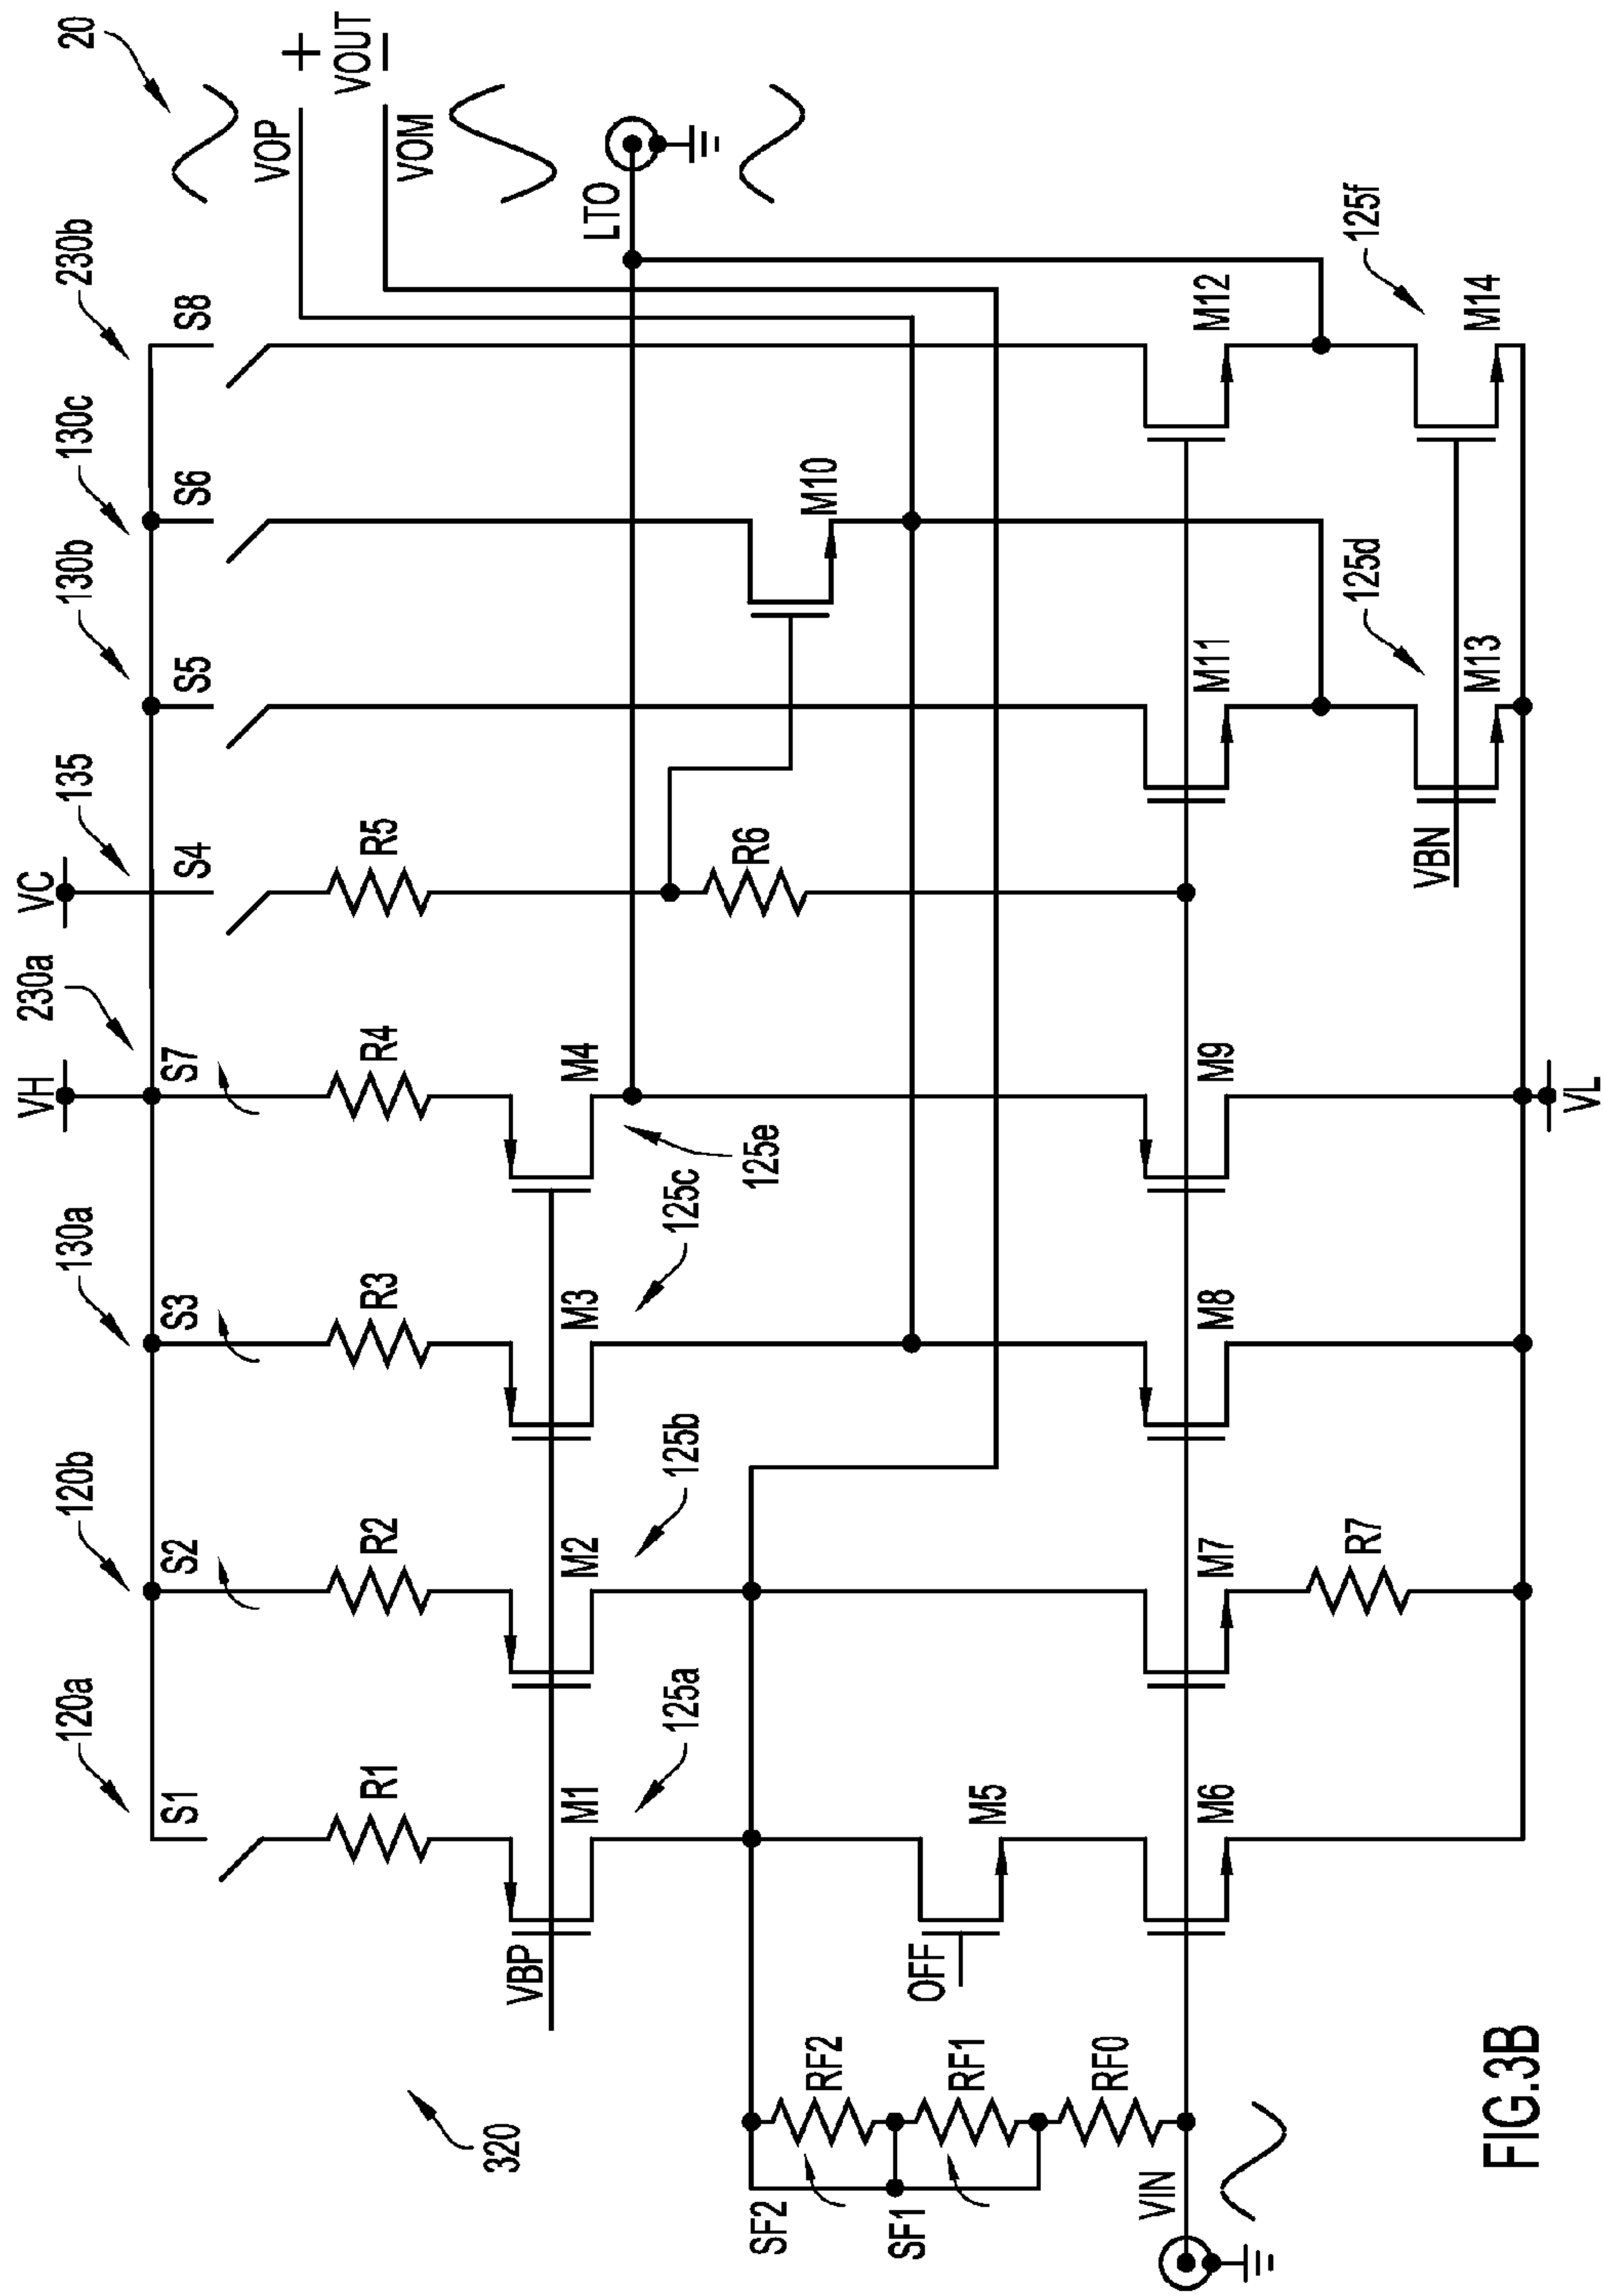 20
VOP
+
VOUT
−
VOM
LTO
120a
120b
130a
230a
135
130b
130c
230b
VH
VC
S1
S2
S3
S7
S4
S5
S6
S8
R1
R2
R3
R4
R5
R6
VBP
M1
M2
M3
M4
M10
125a
125b
125c
125e
320
SF2
RF2
SF1
RF1
RF0
OFF
M5
VIN
M6
M7
M8
M9
M11
M12
R7
125d
125f
VBN
M13
M14
VL
FIG.3B